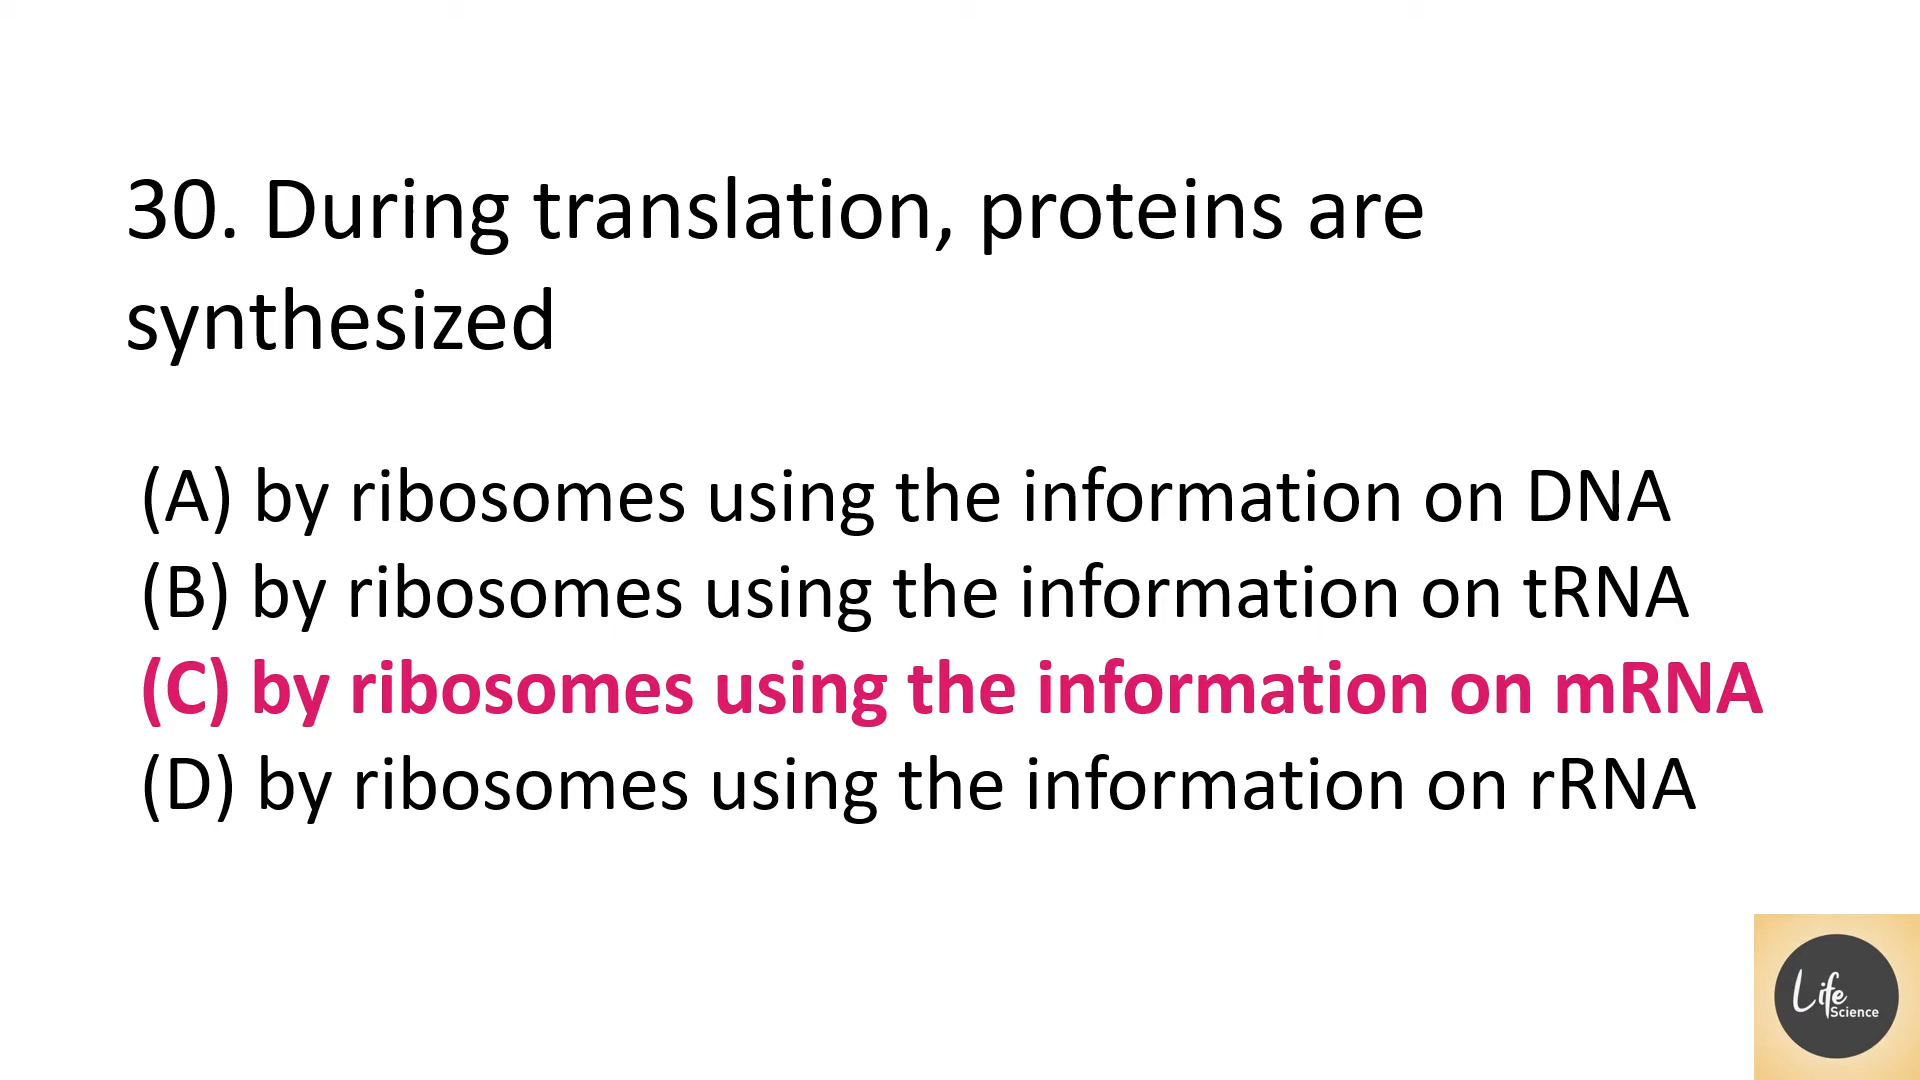 30. During translation, proteins are
synthesized
(A) by ribosomes using the information on DNA
(B) by ribosomes using the information on tRNA
(C) by ribosomes using the information on mRNA
(D) by ribosomes using the information on rRNA
Life
Science